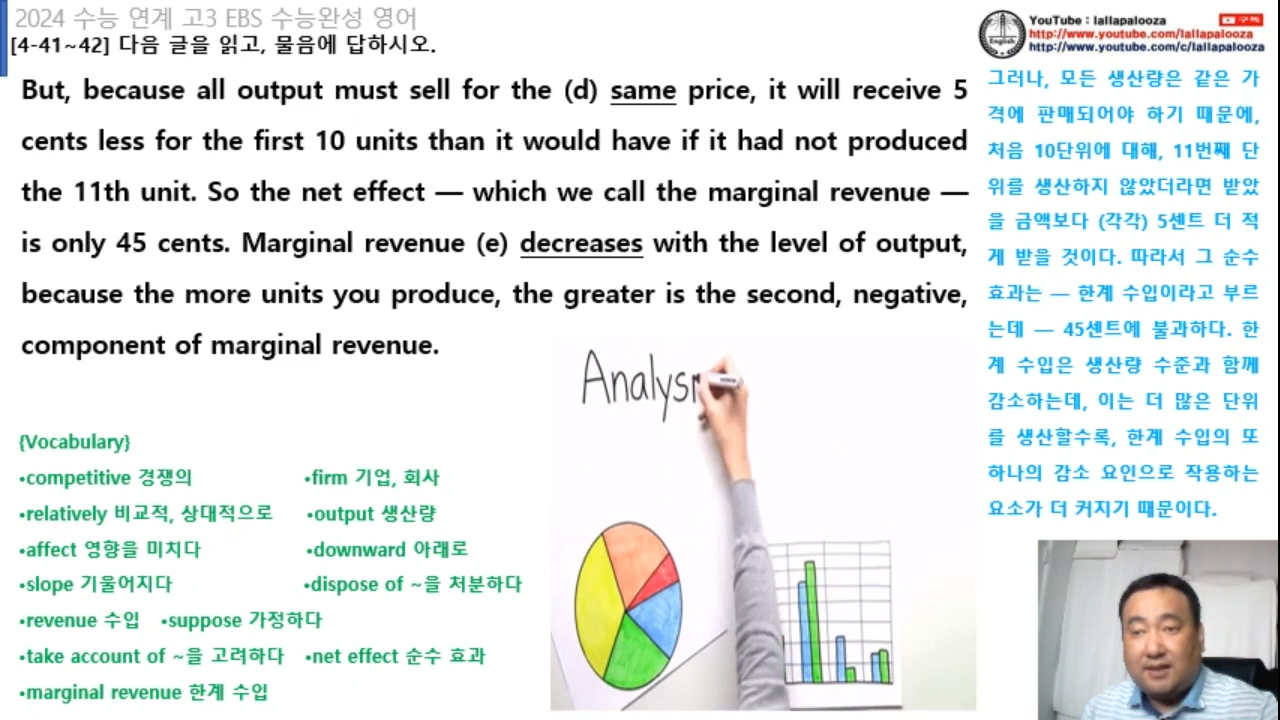 2024 수능 연계 고3 EBS 수능완성 영어
[4-41~42] 다음 글을 읽고, 물음에 답하시오.
YouTube : lallapalooza
구독
http://www.youtube.com/lallapalooza
http://www.youtube.com/c/lallapalooza
English
But, because all output must sell for the (d) same price, it will receive 5
cents less for the first 10 units than it would have if it had not produced
the 11th unit. So the net effect — which we call the marginal revenue —
is only 45 cents. Marginal revenue (e) decreases with the level of output,
because the more units you produce, the greater is the second, negative,
component of marginal revenue.
그러나, 모든 생산량은 같은 가
격에 판매되어야 하기 때문에,
처음 10단위에 대해, 11번째 단
위를 생산하지 않았더라면 받았
을 금액보다 (각각) 5센트 더 적
게 받을 것이다. 따라서 그 순수
효과는 — 한계 수입이라고 부르
는데 — 45센트에 불과하다. 한
계 수입은 생산량 수준과 함께
감소하는데, 이는 더 많은 단위
를 생산할수록, 한계 수입의 또
하나의 감소 요인으로 작용하는
요소가 더 커지기 때문이다.
Analysi
{Vocabulary}
•competitive 경쟁의 •firm 기업, 회사
•relatively 비교적, 상대적으로 •output 생산량
•affect 영향을 미치다 •downward 아래로
•slope 기울어지다 •dispose of ~을 처분하다
•revenue 수입 •suppose 가정하다
•take account of ~을 고려하다 •net effect 순수 효과
•marginal revenue 한계 수입